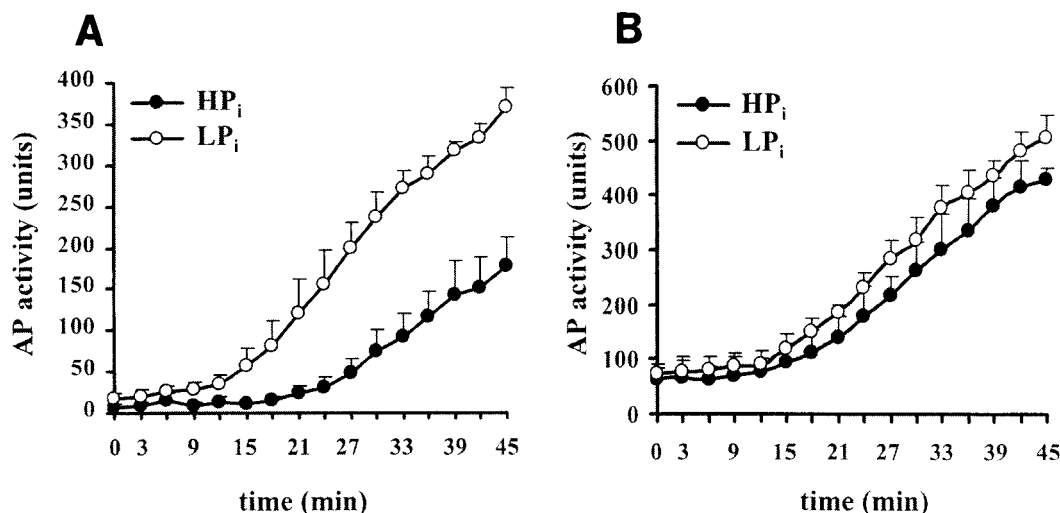 A
HPi
LPi
AP activity (units)
400
350
300
250
200
150
100
50
0
0 3 9 15 21 27 33 39 45
time (min)
B
HPi
LPi
AP activity (units)
600
500
400
300
200
100
0
0 3 9 15 21 27 33 39 45
time (min)